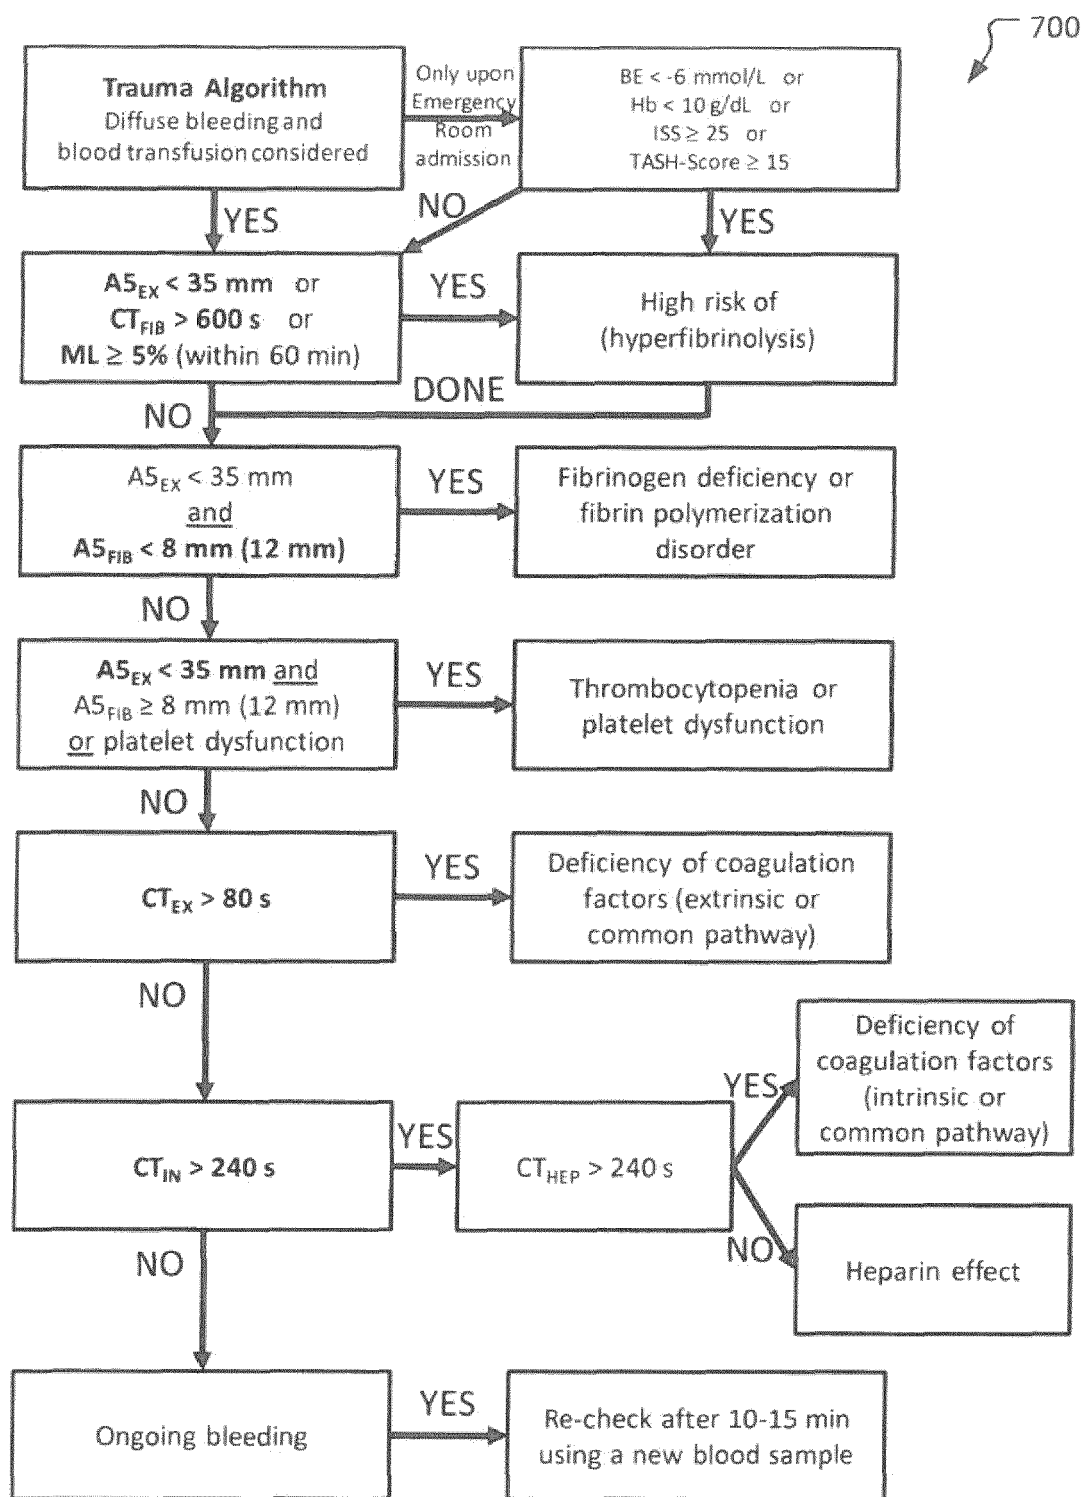 700
Trauma Algorithm
Diffuse bleeding and
blood transfusion considered
Only upon
Emergency
Room
admission
BE < -6 mmol/L or
Hb < 10 g/dL or
ISS ≥ 25 or
TASH-Score ≥ 15
YES
NO
YES
A5EX < 35 mm or
CTFIB > 600 s or
ML ≥ 5% (within 60 min)
YES
High risk of
(hyperfibrinolysis)
DONE
NO
A5EX < 35 mm
and
A5FIB < 8 mm (12 mm)
YES
Fibrinogen deficiency or
fibrin polymerization
disorder
NO
A5EX < 35 mm and
A5FIB ≥ 8 mm (12 mm)
or platelet dysfunction
YES
Thrombocytopenia or
platelet dysfunction
NO
CTEX > 80 s
YES
Deficiency of coagulation
factors (extrinsic or
common pathway)
NO
CTIN > 240 s
YES
CTHEP > 240 s
YES
Deficiency of
coagulation factors
(intrinsic or
common pathway)
NO
Heparin effect
NO
Ongoing bleeding
YES
Re-check after 10-15 min
using a new blood sample